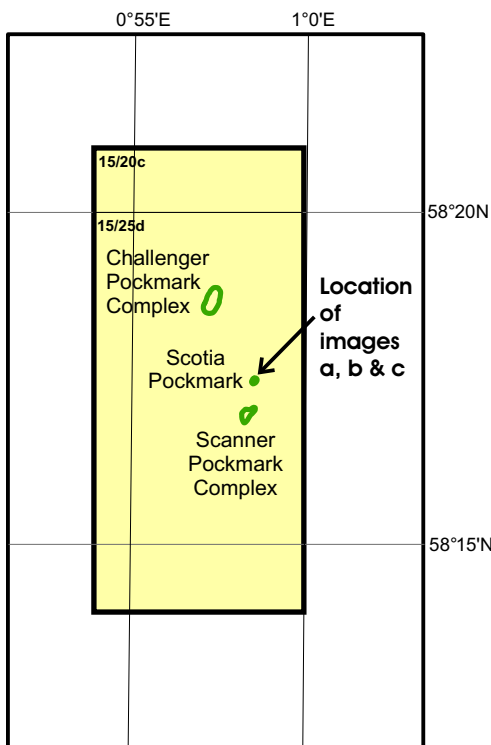 0°55'E
1°0'E
15/20c
58°20N
15/25d
Challenger
Pockmark
Complex
Location
of
images
a, b & c
Scotia
Pockmark
Scanner
Pockmark
Complex
58°15'N